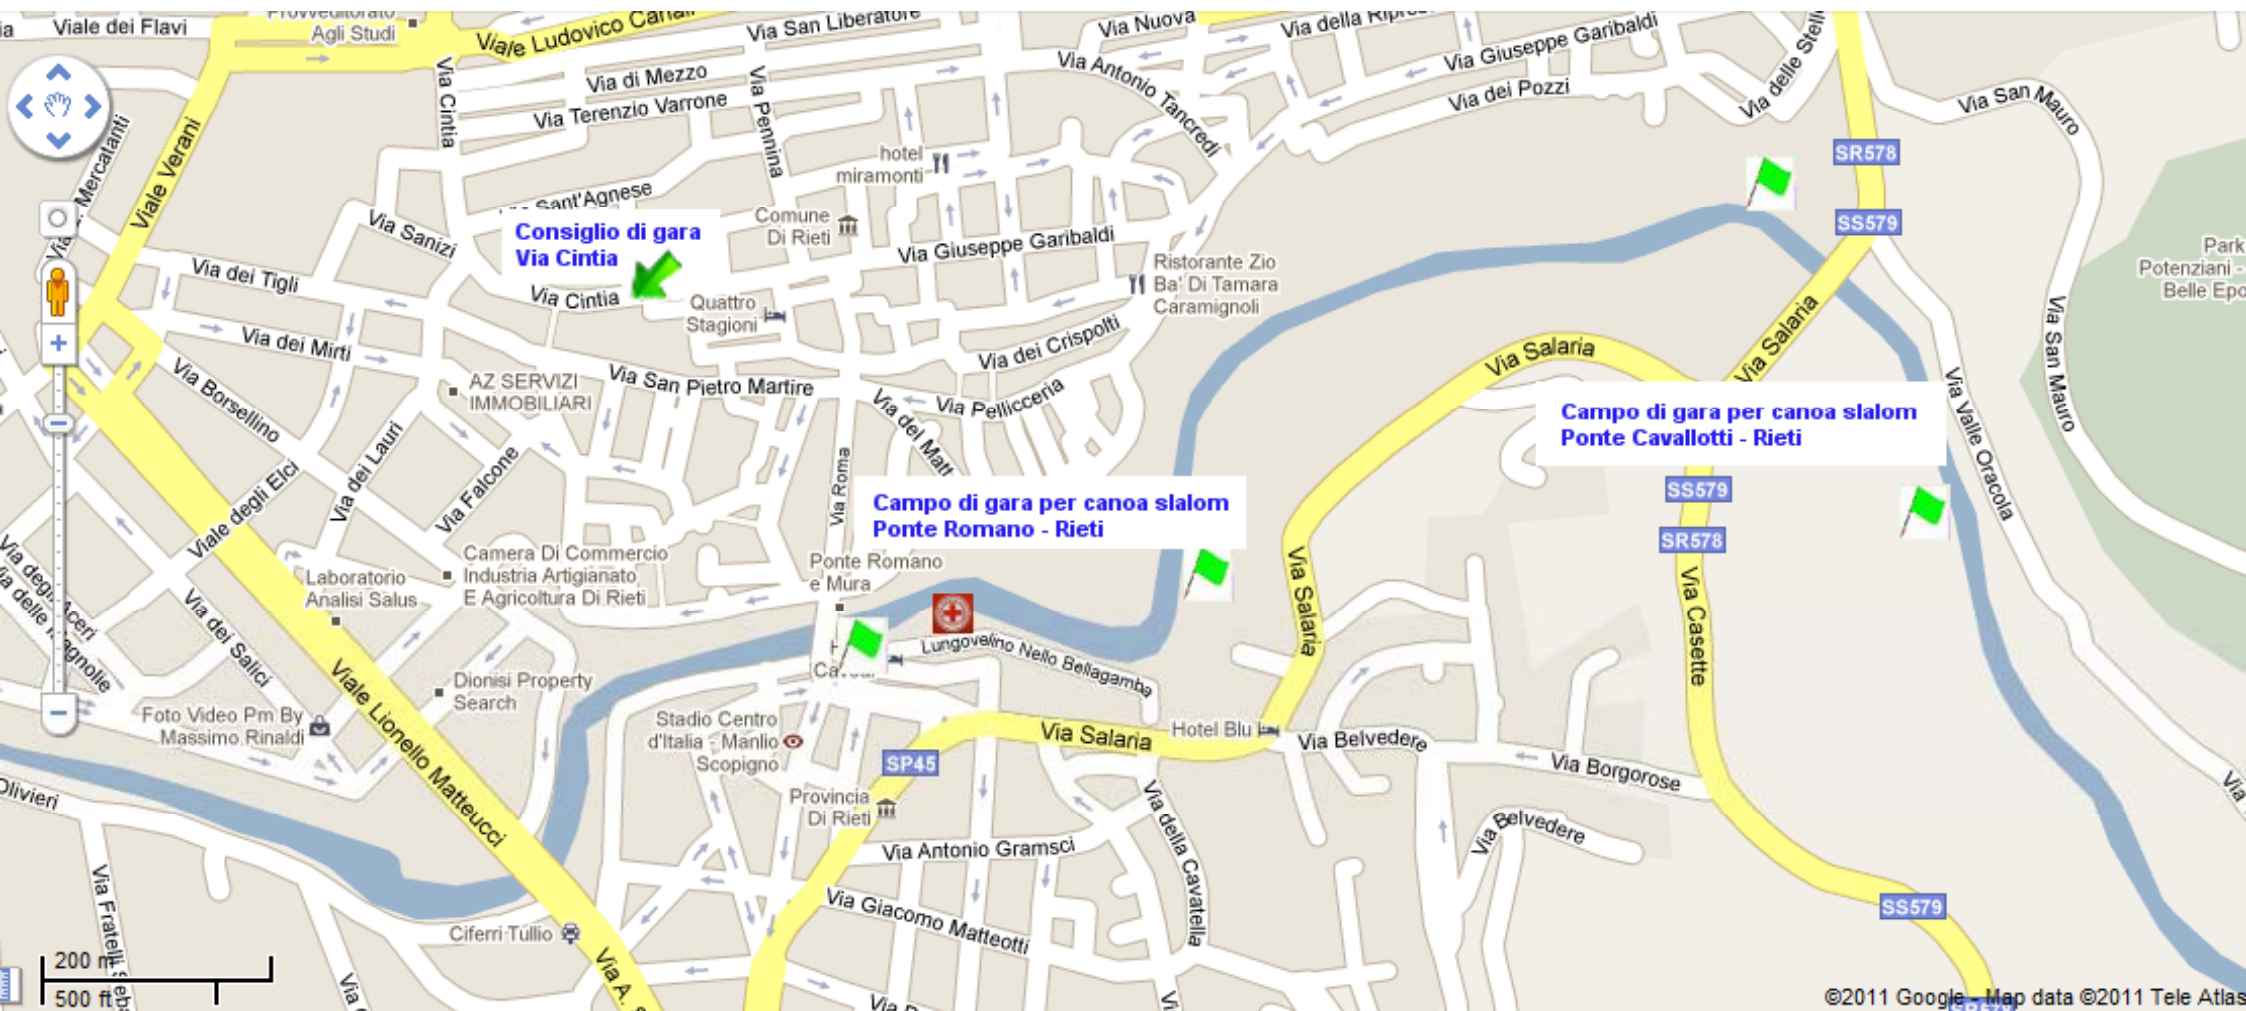 Viale dei Flavi
Agli Studi
Viale Ludovico Canali
Via San Liberatore
Via Nuova
Via della Ripresa
Via Giuseppe Garibaldi
Via delle Stelle
Via Cintia
Via di Mezzo
Via Terenzio Varrone
Via Pennina
Via Antonio Tancredi
Via dei Pozzi
Via San Mauro
Mercatanti
Viale Verani
hotel
miramonti
SR578
SS579
Via Sanizi
Sant'Agnese
Comune
Di Rieti
Via Giuseppe Garibaldi
Consiglio di gara
Via Cintia
Via Cintia
Quattro
Stagioni
Ristorante Zio
Ba' Di Tamara
Caramignoli
Park
Potenziani -
Belle Epo
Via dei Tigli
Via dei Mirti
Via dei Crispolti
Via Salaria
Via Salaria
Via San Mauro
Via Borsellino
AZ SERVIZI
IMMOBILIARI
Via San Pietro Martire
Via del Matt
Via Pellicceria
Campo di gara per canoa slalom
Ponte Cavallotti - Rieti
Via Valle Oracola
Viale degli Elci
Via dei Lauri
Via Falcone
Via Roma
Campo di gara per canoa slalom
Ponte Romano - Rieti
SS579
SR578
Camera Di Commercio
Industria Artigianato
E Agricoltura Di Rieti
Laboratorio
Analisi Salus
Ponte Romano
e Mura
Via Salaria
Via Casette
Via dei Salici
Lungovelino Nello Bellagamba
Dionisi Property
Search
Foto Video Pm By
Massimo Rinaldi
Viale Lionello Matteucci
Stadio Centro
d'Italia - Manlio
Scopigno
Via Salaria
Hotel Blu
Via Belvedere
SP45
Via Borgorose
Olivieri
Provincia
Di Rieti
Via Antonio Gramsci
Via della Cavatella
Via Belvedere
Via Fratelli
Via Giacomo Matteotti
SS579
Ciferri Tullio
Via A.
200 m
500 ft
©2011 Google - Map data ©2011 Tele Atlas